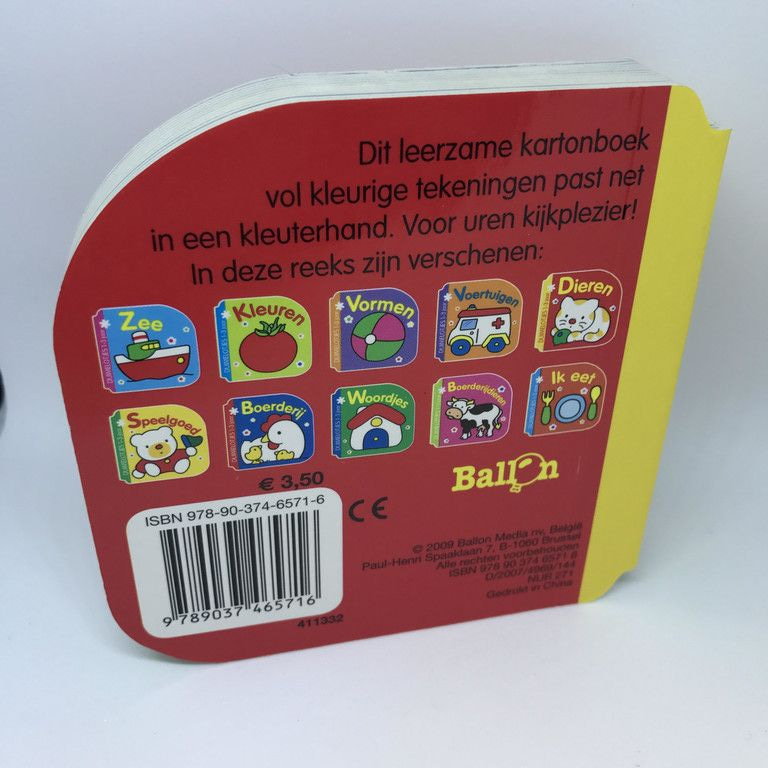 Dit leerzame kartonboek
vol kleurige tekeningen past net
in een kleuterhand. Voor uren kijkplezier!
In deze reeks zijn verschenen:
Zee
Kleuren
Vormen
Voertuigen
Dieren
Speelgoed
Boerderij
Woordjes
Boerderijdieren
Ik eet
€ 3,50
Ballon
ISBN 978-90-374-6571-6
CE
9 789037 465716
411332
© 2009 Ballon Media nv, België
Paul-Henri Spaaklaan 7, B-1060 Brussel
Alle rechten voorbehouden
ISBN 978 90 374 6571 6
D/2007/4969/144
NUR 271
Gedrukt in China